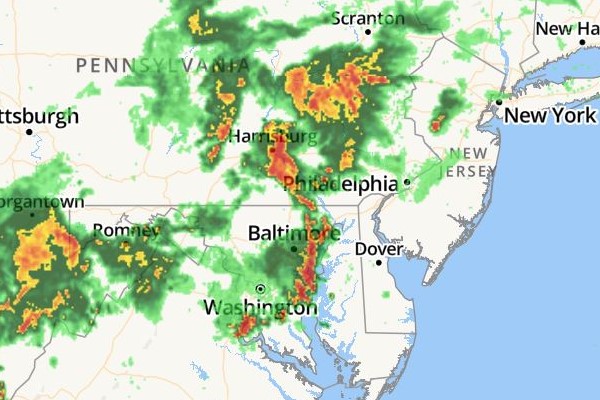 Scranton
New Ha
PENNSYLVANIA
ttsburgh
New York
Harrisburg
NEW
JERSEY
Philadelphia
organtown
Romney
Baltimore
Dover
Washington